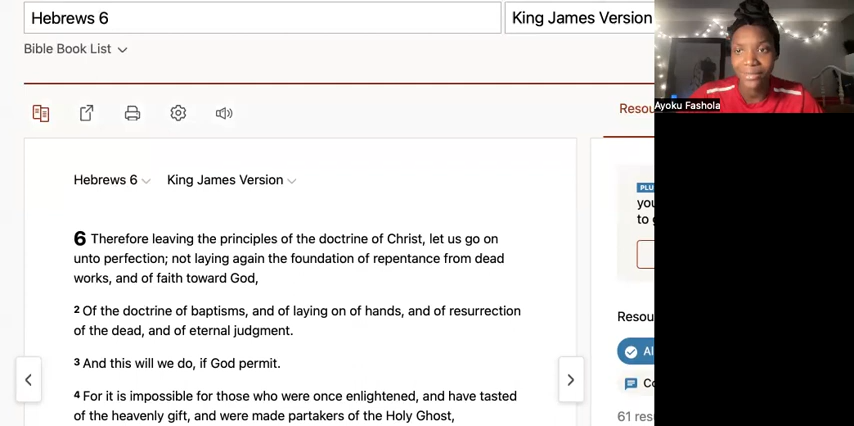 Hebrews 6
King James Version
Bible Book List
Resou
Ayoku Fashola
Hebrews 6 King James Version
PLU
you
to g
6 Therefore leaving the principles of the doctrine of Christ, let us go on
unto perfection; not laying again the foundation of repentance from dead
works, and of faith toward God,
2 Of the doctrine of baptisms, and of laying on of hands, and of resurrection
of the dead, and of eternal judgment.
3 And this will we do, if God permit.
4 For it is impossible for those who were once enlightened, and have tasted
of the heavenly gift, and were made partakers of the Holy Ghost,
Resou
Al
Co
61 res